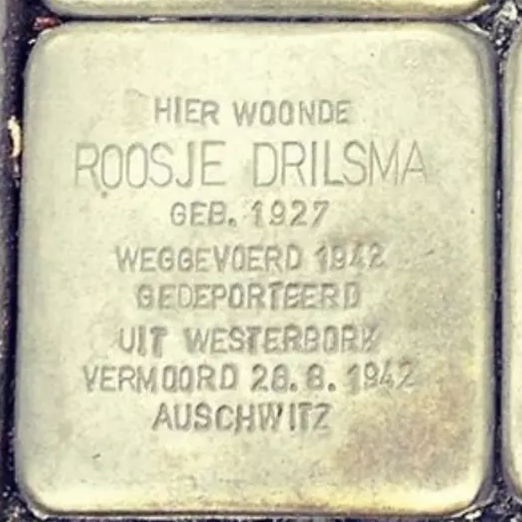 HIER WOONDE
ROOSJE DRILSMA
GEB. 1927
WEGGEVOERD 1942
GEDEPORTEERD
UIT WESTERBORK
VERMOORD 28.8.1942
AUSCHWITZ